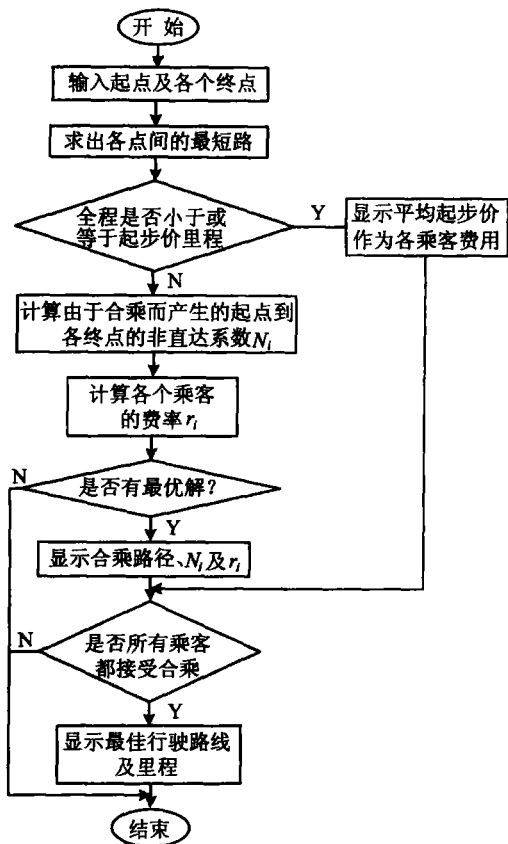 开 始
输入起点及各个终点
求出各点间的最短路
全程是否小于或
等于起步价里程
Y
显示平均起步价
作为各乘客费用
N
计算由于合乘而产生的起点到
各终点的非直达系数Ni
计算各个乘客
的费率ri
N
是否有最优解?
Y
显示合乘路径、Ni及ri
N
是否所有乘客
都接受合乘
Y
显示最佳行驶路线
及里程
结束